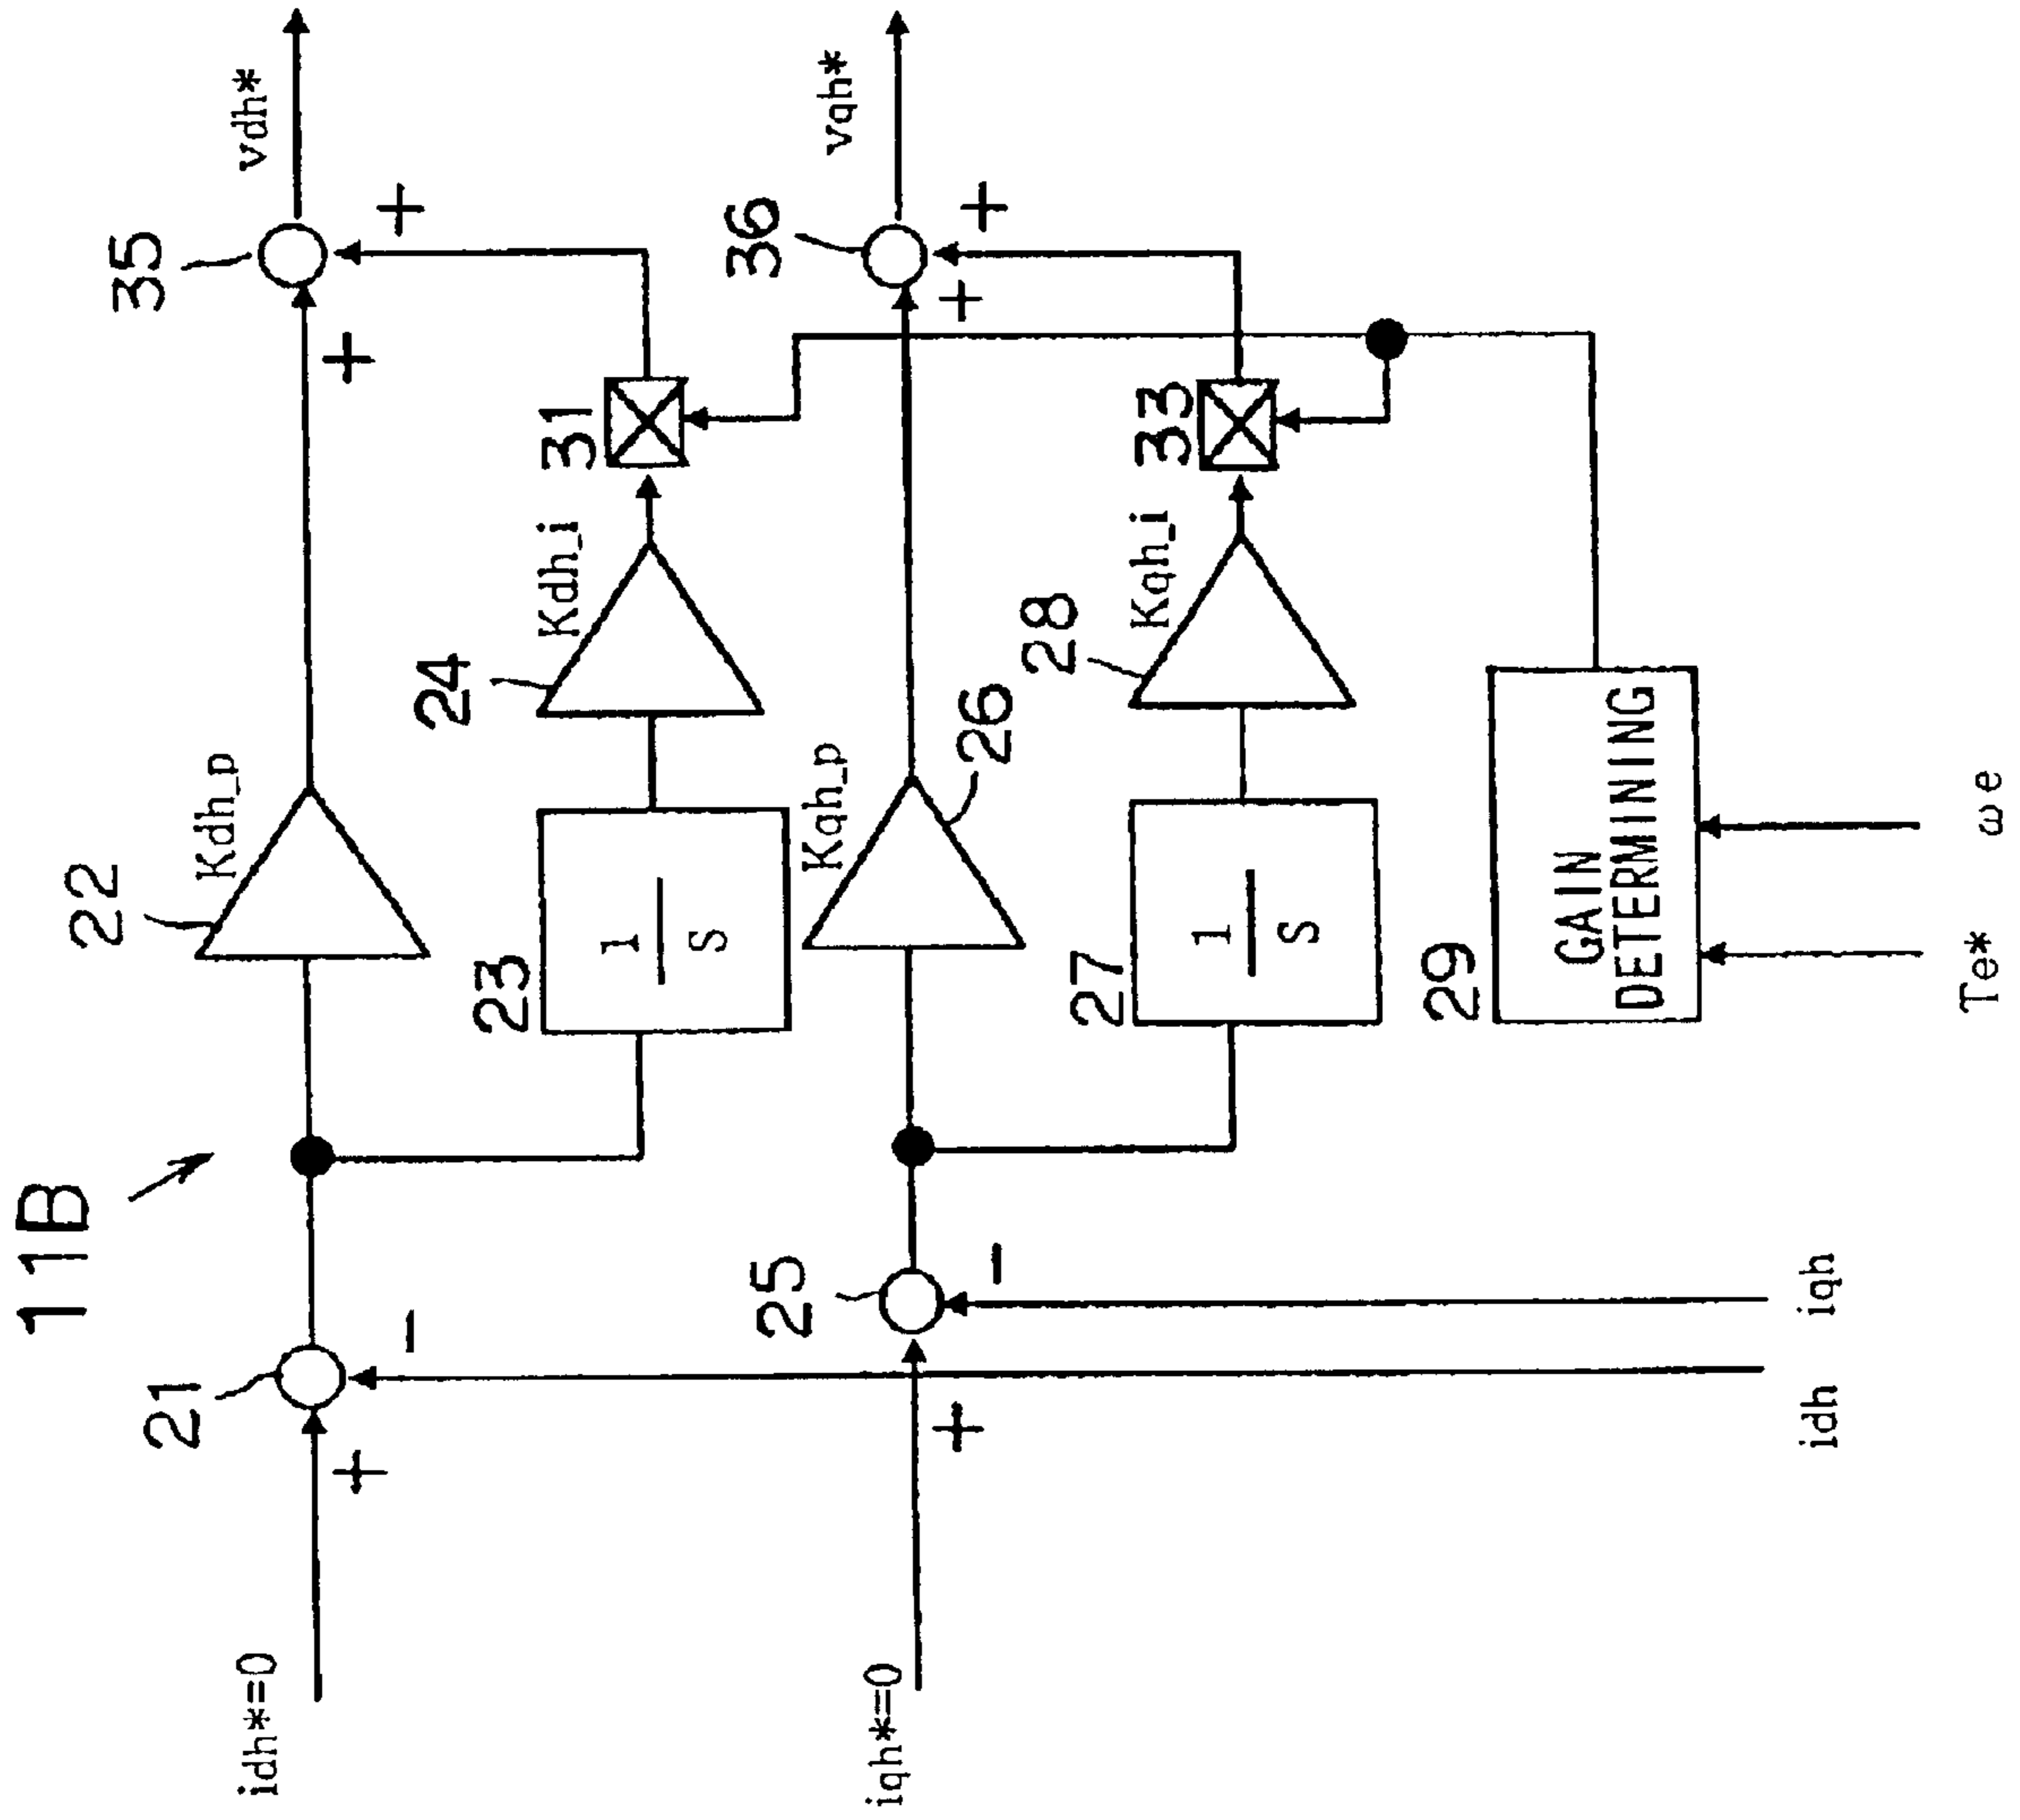 11B
idh*=0
+
21
-
22
Kdh_p
+
35
+
vdh*
23
1
S
24
Kdh_i
31
iqh*=0
+
25
-
Kqh_p
26
+
36
+
vqh*
27
1
S
28
Kqh_i
33
29
GAIN
DETERMINING
idh
iqh
Te*
ωe